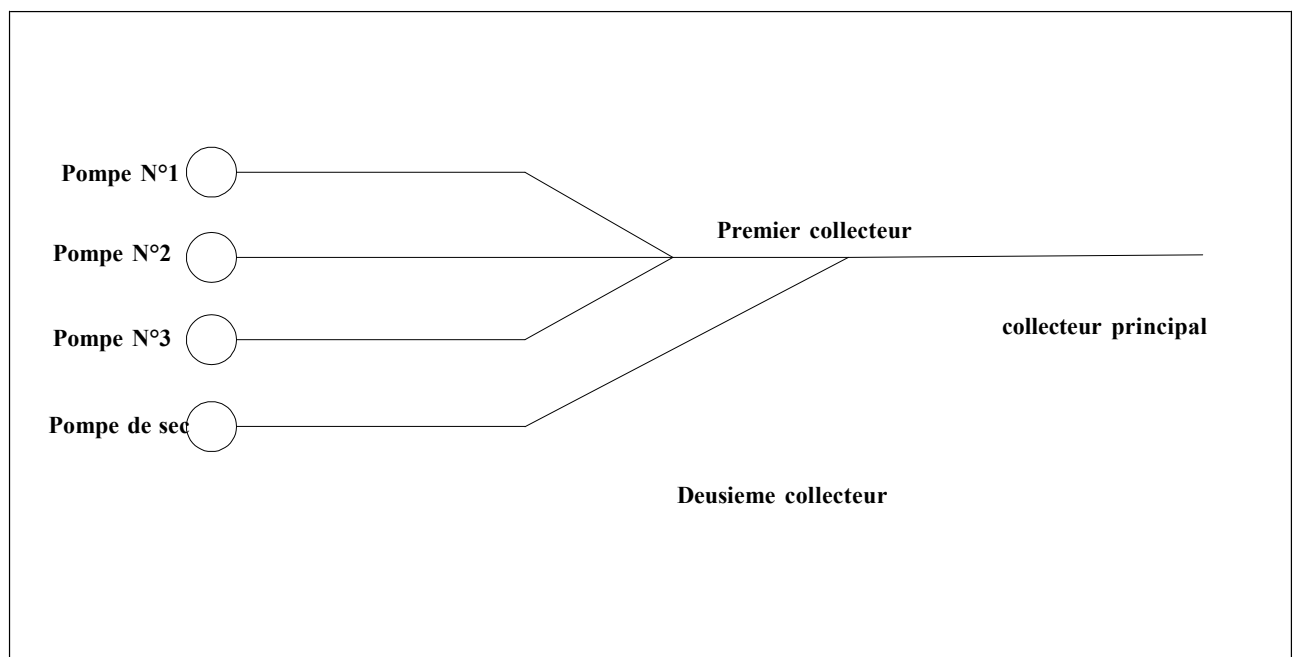 Pompe N°1
Premier collecteur
Pompe N°2
collecteur principal
Pompe N°3
Pompe de sec
Deusieme collecteur